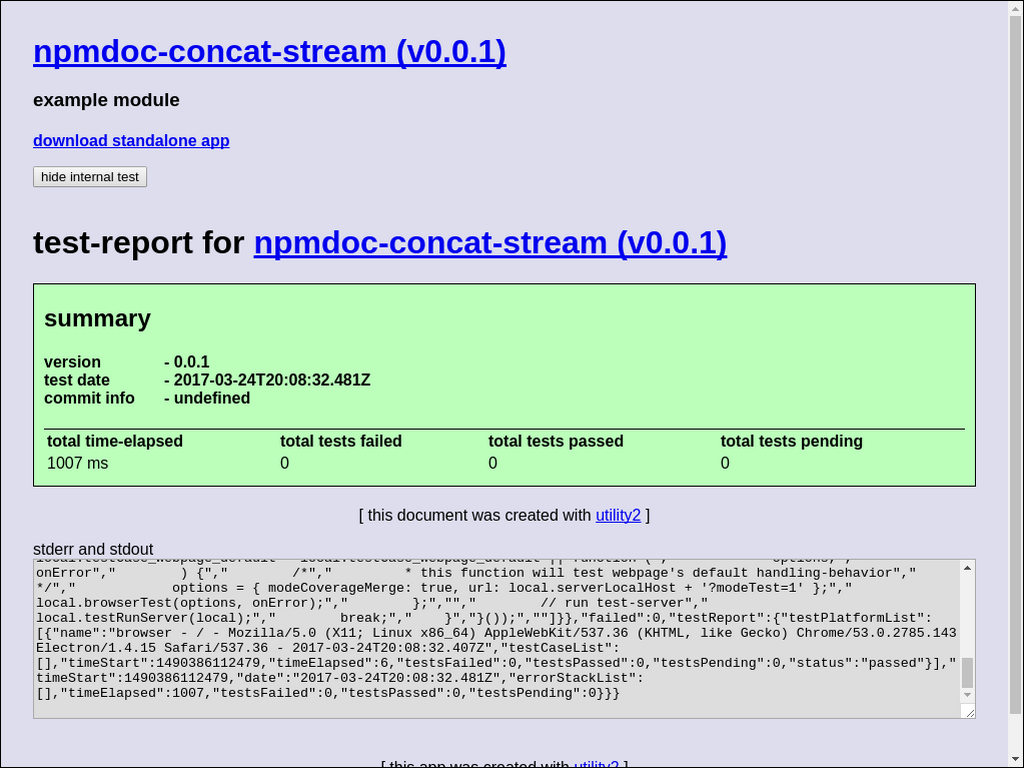 npmdoc-concat-stream (v0.0.1)
example module
download standalone app
hide internal test
test-report for npmdoc-concat-stream (v0.0.1)
summary
version - 0.0.1
test date - 2017-03-24T20:08:32.481Z
commit info - undefined
total time-elapsed total tests failed total tests passed total tests pending
1007 ms 0 0 0
[ this document was created with utility2 ]
stderr and stdout
onError","        ) {","        /*","         * this function will test webpage's default handling-behavior","
*/","            options = { modeCoverageMerge: true, url: local.serverLocalHost + '?modeTest=1' };","
local.browserTest(options, onError);","        };","",","        // run test-server","
local.testRunServer(local);","        break;","    }","}());",""]}},"failed":0,"testReport":{"testPlatformList":
[{"name":"browser - / - Mozilla/5.0 (X11; Linux x86_64) AppleWebKit/537.36 (KHTML, like Gecko) Chrome/53.0.2785.143
Electron/1.4.15 Safari/537.36 - 2017-03-24T20:08:32.407Z","testCaseList":
[],"timeStart":1490386112479,"timeElapsed":6,"testsFailed":0,"testsPassed":0,"testsPending":0,"status":"passed"}],"
timeStart":1490386112479,"date":"2017-03-24T20:08:32.481Z","errorStackList":
[],"timeElapsed":1007,"testsFailed":0,"testsPassed":0,"testsPending":0}}}
[ this app was created with utility2 ]